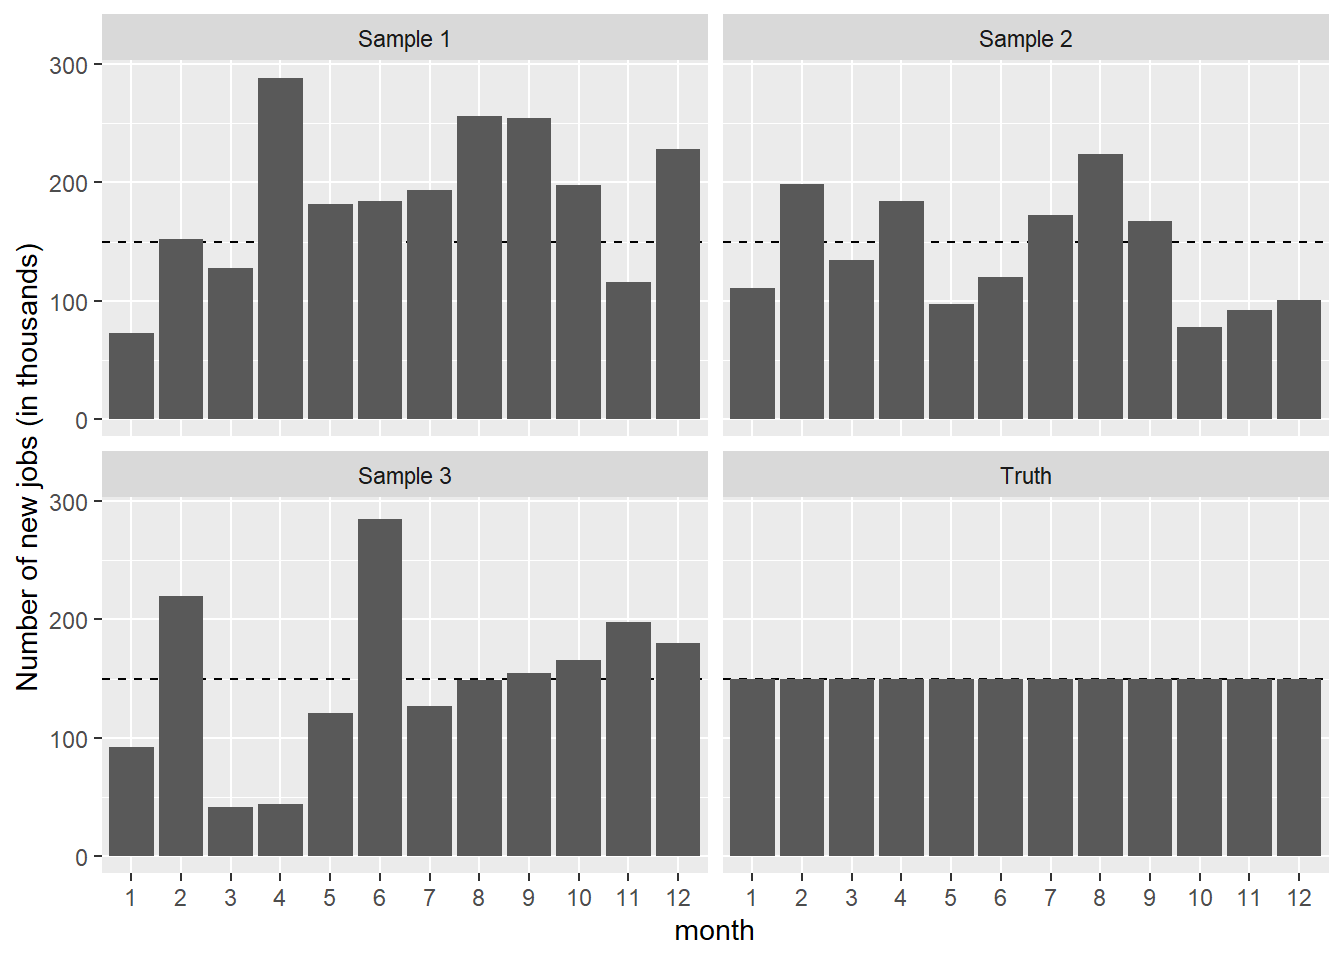 Sample 1
Sample 2
300
200
100
0
Sample 3
Truth
300
200
100
0
1 2 3 4 5 6 7 8 9 10 11 12
1 2 3 4 5 6 7 8 9 10 11 12
month
Number of new jobs (in thousands)